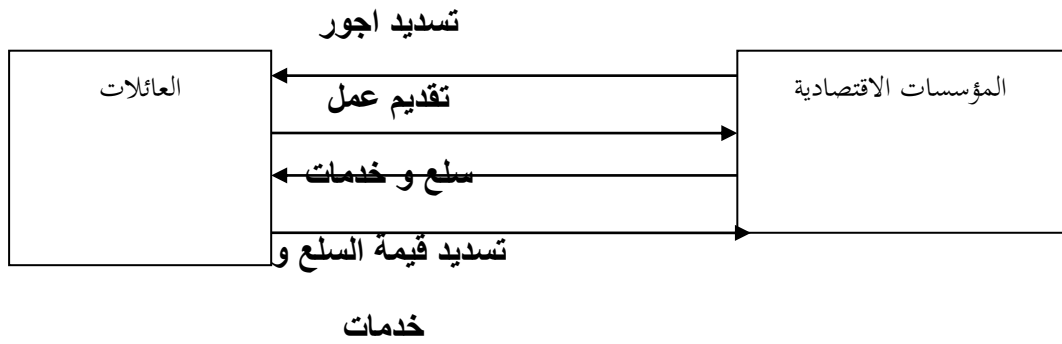 تسديد اجور
المؤسسات الاقتصادية
العائلات
تقديم عمل
سلع و خدمات
تسديد قيمة السلع و
خدمات